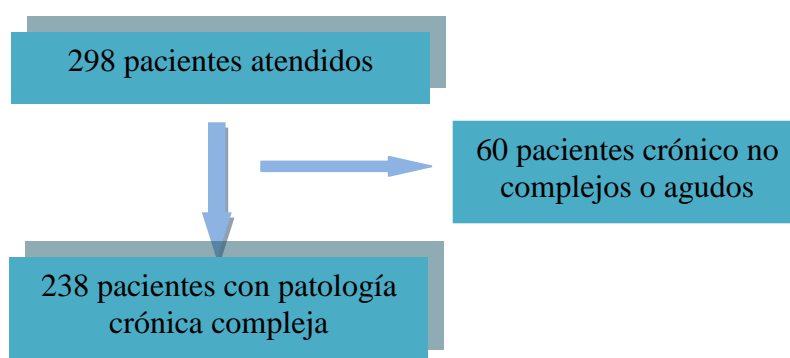 298 pacientes atendidos
60 pacientes crónico no
complejos o agudos
238 pacientes con patología
crónica compleja